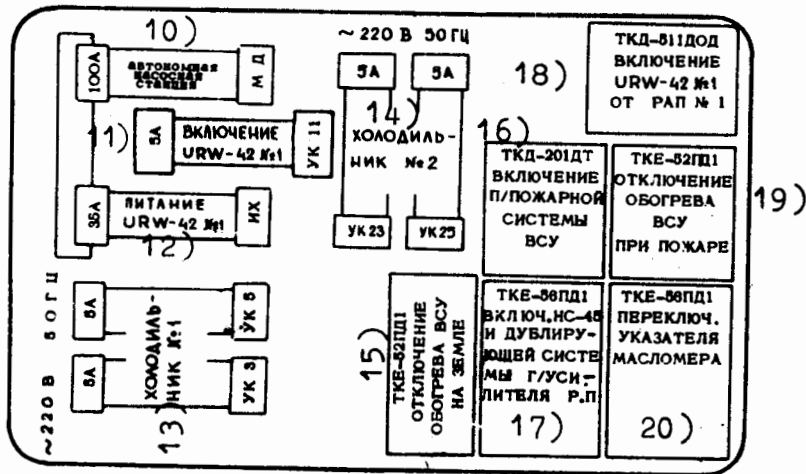 10)
100А
АВТОНОМНАЯ
НАСОСНАЯ
СТАНЦИЯ
МД
11)
5А
ВКЛЮЧЕНИЕ
URW-42 №1
УК 11
35А
ПИТАНИЕ
URW-42 №1
ИХ
12)
~220 В 50 ГЦ
5А
5А
ХОЛОДИЛЬ-
НИК №1
УК 5
УК 3
13)
~ 220 В 50 ГЦ
5А
5А
14)
ХОЛОДИЛЬ-
НИК №2
УК23
УК25
15)
ТКЕ-52ПД1
ОТКЛЮЧЕНИЕ
ОБОГРЕВА ВСУ
НА ЗЕМЛЕ
16)
ТКД-201ДТ
ВКЛЮЧЕНИЕ
П/ПОЖАРНОЙ
СИСТЕМЫ
ВСУ
ТКЕ-56ПД1
ВКЛЮЧ.НС-45
И ДУБЛИРУ-
ЮЩЕЙ СИСТЕ
МЫ Г/УСИ-
ЛИТЕЛЯ Р.П
17)
18)
ТКД-511ДОД
ВКЛЮЧЕНИЕ
URW-42 №1
ОТ РАП № 1
ТКЕ-52ПД1
ОТКЛЮЧЕНИЕ
ОБОГРЕВА
ВСУ
ПРИ ПОЖАРЕ
19)
ТКЕ-56ПД1
ПЕРЕКЛЮЧ.
УКАЗАТЕЛЯ
МАСЛОМЕРА
20)